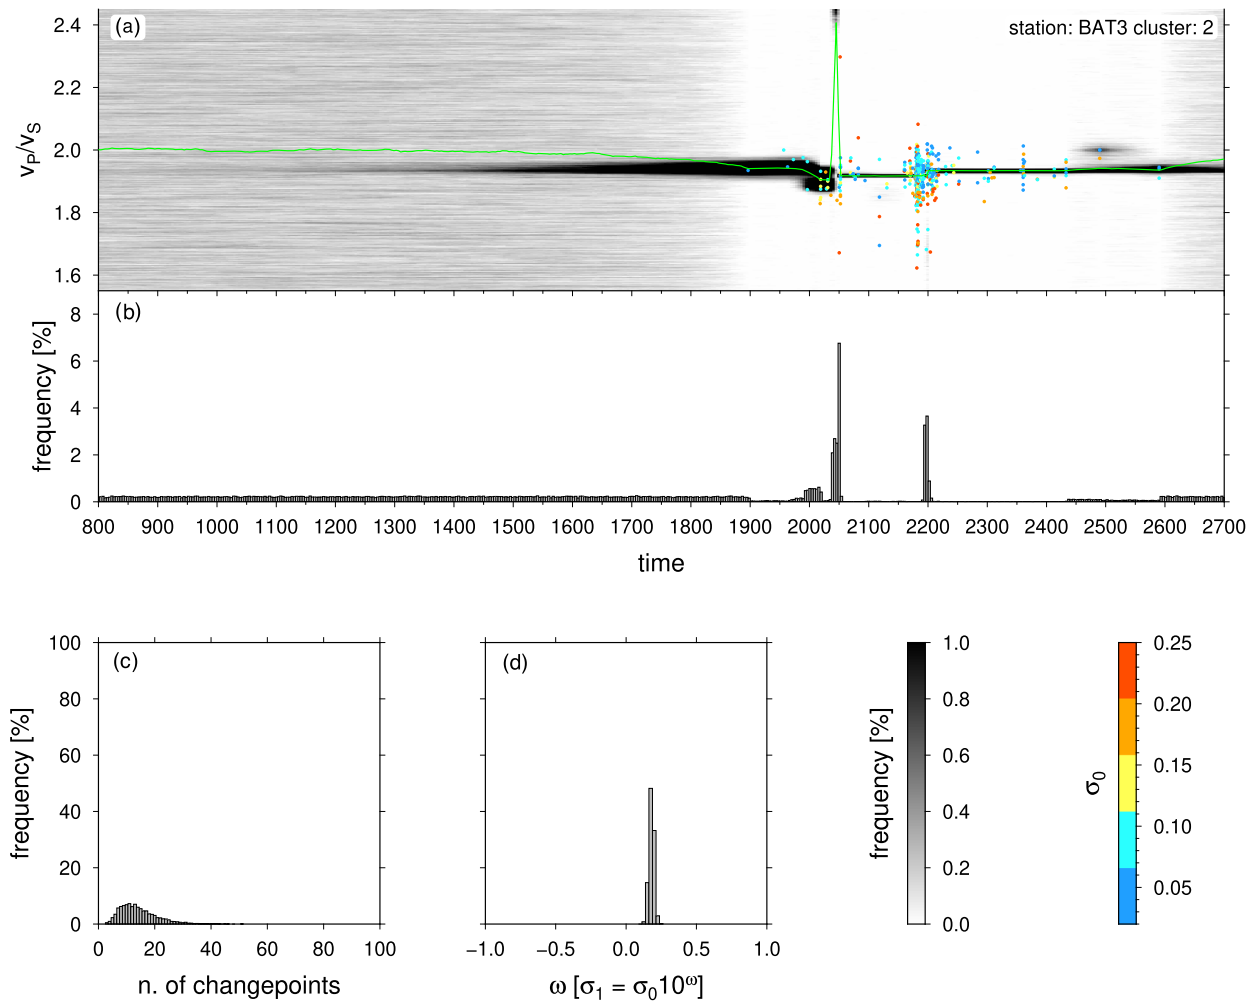 (a)
station: BAT3 cluster: 2
vP/vS
2.4
2.2
2.0
1.8
1.6
(b)
frequency [%]
8
6
4
2
0
800 900 1000 1100 1200 1300 1400 1500 1600 1700 1800 1900 2000 2100 2200 2300 2400 2500 2600 2700
time
(c)
frequency [%]
100
80
60
40
20
0
0 20 40 60 80 100
n. of changepoints
(d)
−1.0 −0.5 0.0 0.5 1.0
ω [σ₁ = σ₀10^ω]
frequency [%]
1.0
0.8
0.6
0.4
0.2
0.0
σ₀
0.25
0.20
0.15
0.10
0.05